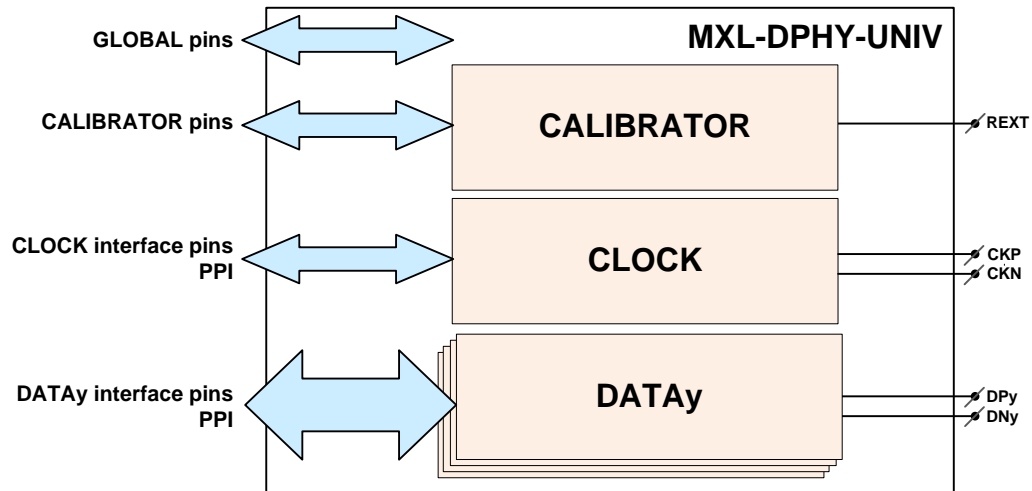 MXL-DPHY-UNIV
GLOBAL pins
CALIBRATOR pins
CALIBRATOR
REXT
CLOCK interface pins
PPI
CLOCK
CKP
CKN
DATAy interface pins
PPI
DATAy
DPy
DNy